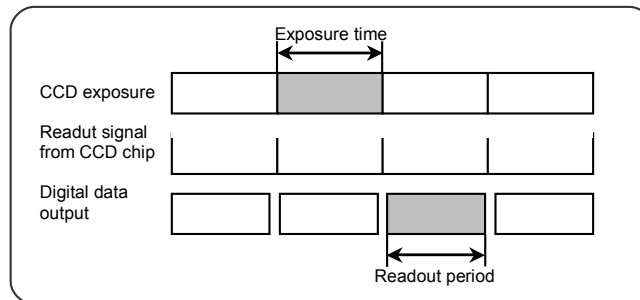 Exposure time
CCD exposure
Readut signal
from CCD chip
Digital data
output
Readout period